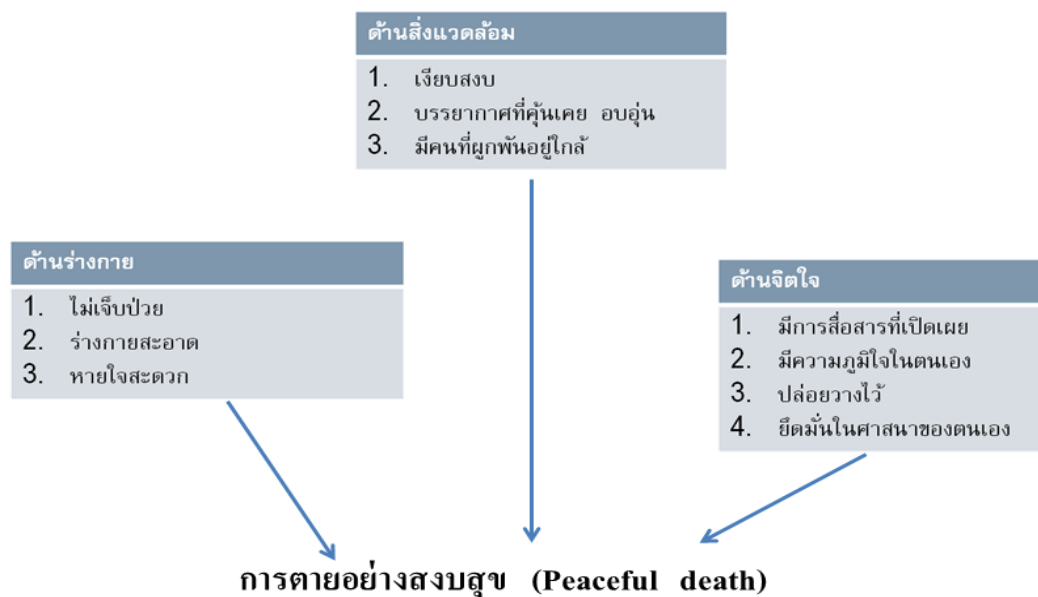 ด้านสิ่งแวดล้อม
1. เงียบสงบ
2. บรรยากาศที่คุ้นเคย อบอุ่น
3. มีคนที่ผูกพันอยู่ใกล้
ด้านร่างกาย
1. ไม่เจ็บป่วย
2. ร่างกายสะอาด
3. หายใจสะดวก
ด้านจิตใจ
1. มีการสื่อสารที่เปิดเผย
2. มีความภูมิใจในตนเอง
3. ปล่อยวางไว้
4. ยึดมั่นในศาสนาของตนเอง
การตายอย่างสงบสุข (Peaceful death)